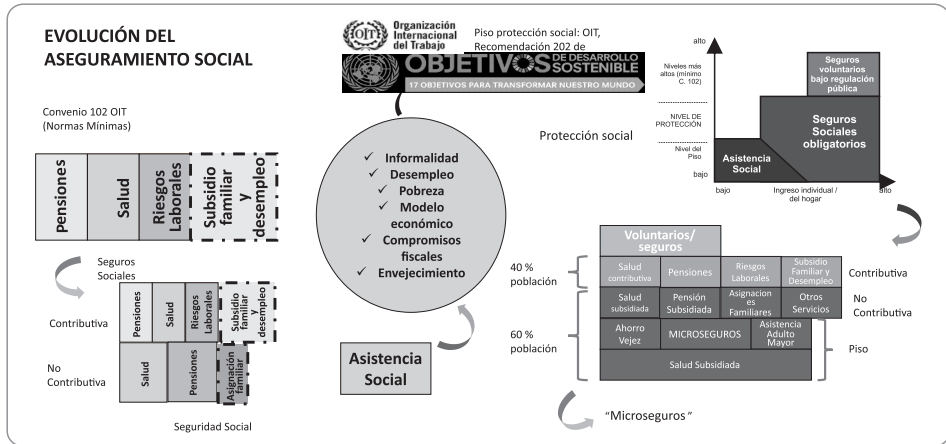 EVOLUCIÓN DEL
ASEGURAMIENTO SOCIAL
Convenio 102 OIT
(Normas Mínimas)
Pensiones
Salud
Riesgos
Laborales
Subsidio
familiar
y
desempleo
Seguros
Sociales
Contributiva
Pensiones
Salud
Riesgos
Laborales
Subsidio
familiar
y
desempleo
No
Contributiva
Salud
Pensiones
Asignación
familiar
Seguridad Social
OIT
Organización
Internacional
del Trabajo
Piso protección social: OIT,
Recomendación 202 de
OBJETIVOS DE DESARROLLO
SOSTENIBLE
17 OBJETIVOS PARA TRANSFORMAR NUESTRO MUNDO
✓ Informalidad
✓ Desempleo
✓ Pobreza
✓ Modelo
económico
✓ Compromisos
fiscales
✓ Envejecimiento
Asistencia
Social
Protección social
alto
Niveles más
altos (mínimo
C. 102)
NIVEL DE
PROTECCIÓN
Nivel del
Piso
bajo
Seguros
voluntarios
bajo regulación
pública
Seguros
Sociales
obligatorios
Asistencia
Social
bajo
Ingreso individual /
del hogar
alto
Voluntarios/
seguros
40 %
población
Salud
contributiva
Pensiones
Riesgos
Laborales
Subsidio
Familiar y
Desempleo
Contributiva
Salud
subsidiada
Pensión
Subsidiada
Asignacion
es
Familiares
Otros
Servicios
No
Contributiva
60 %
población
Ahorro
Vejez
MICROSEGUROS
Asistencia
Adulto
Mayor
Piso
Salud Subsidiada
"Microseguros "